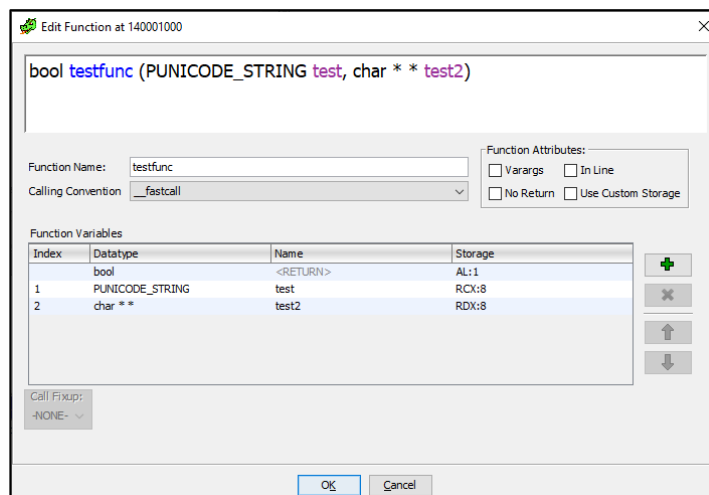 Edit Function at 140001000
bool testfunc (PUNICODE_STRING test, char * * test2)
Function Name: testfunc
Calling Convention __fastcall
Function Attributes:
Varargs In Line
No Return Use Custom Storage
Function Variables
Index Datatype Name Storage
bool <RETURN> AL:1
1 PUNICODE_STRING test RCX:8
2 char * * test2 RDX:8
Call Fixup:
-NONE-
OK Cancel